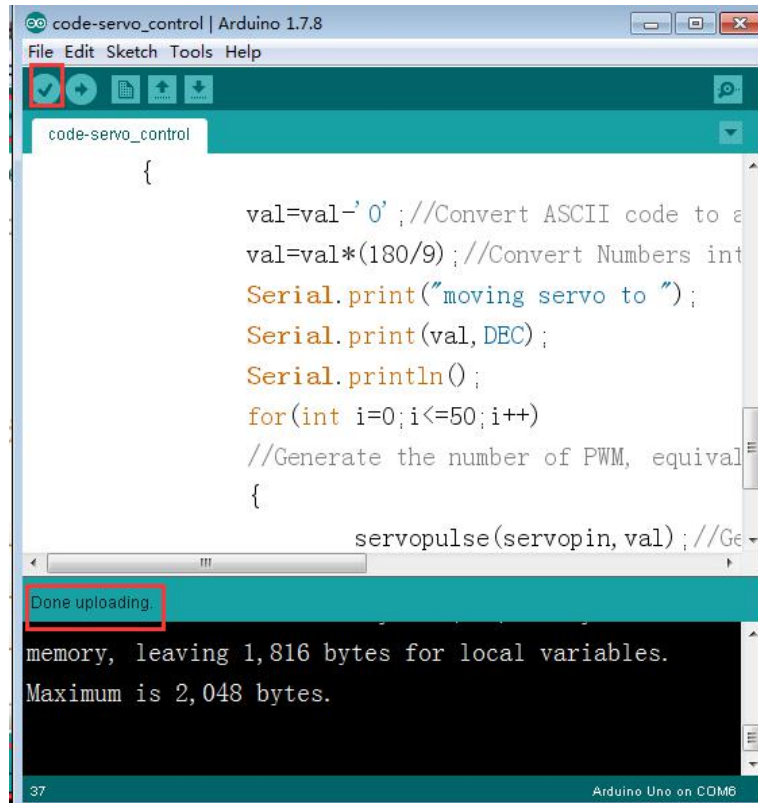 code-servo_control | Arduino 1.7.8
File Edit Sketch Tools Help
code-servo_control
{
val=val-'0';//Convert ASCII code to a
val=val*(180/9);//Convert Numbers int
Serial.print("moving servo to ");
Serial.print(val,DEC);
Serial.println();
for(int i=0;i<=50;i++)
//Generate the number of PWM, equival
{
servopulse(servopin,val);//Ge
Done uploading.
memory, leaving 1,816 bytes for local variables.
Maximum is 2,048 bytes.
37 Arduino Uno on COM6